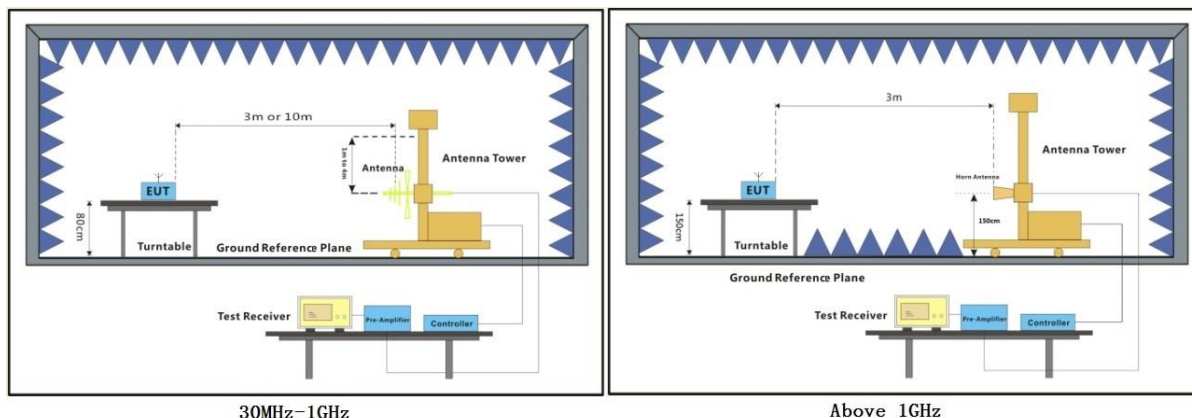 3m or 10m
1m to 4m
Antenna
Antenna Tower
EUT
80cm
Turntable
Ground Reference Plane
Test Receiver
Pre-Amplifier
Controller
30MHz-1GHz
3m
Antenna Tower
Horn Antenna
EUT
150cm
150cm
Turntable
Ground Reference Plane
Test Receiver
Pre-Amplifier
Controller
Above 1GHz